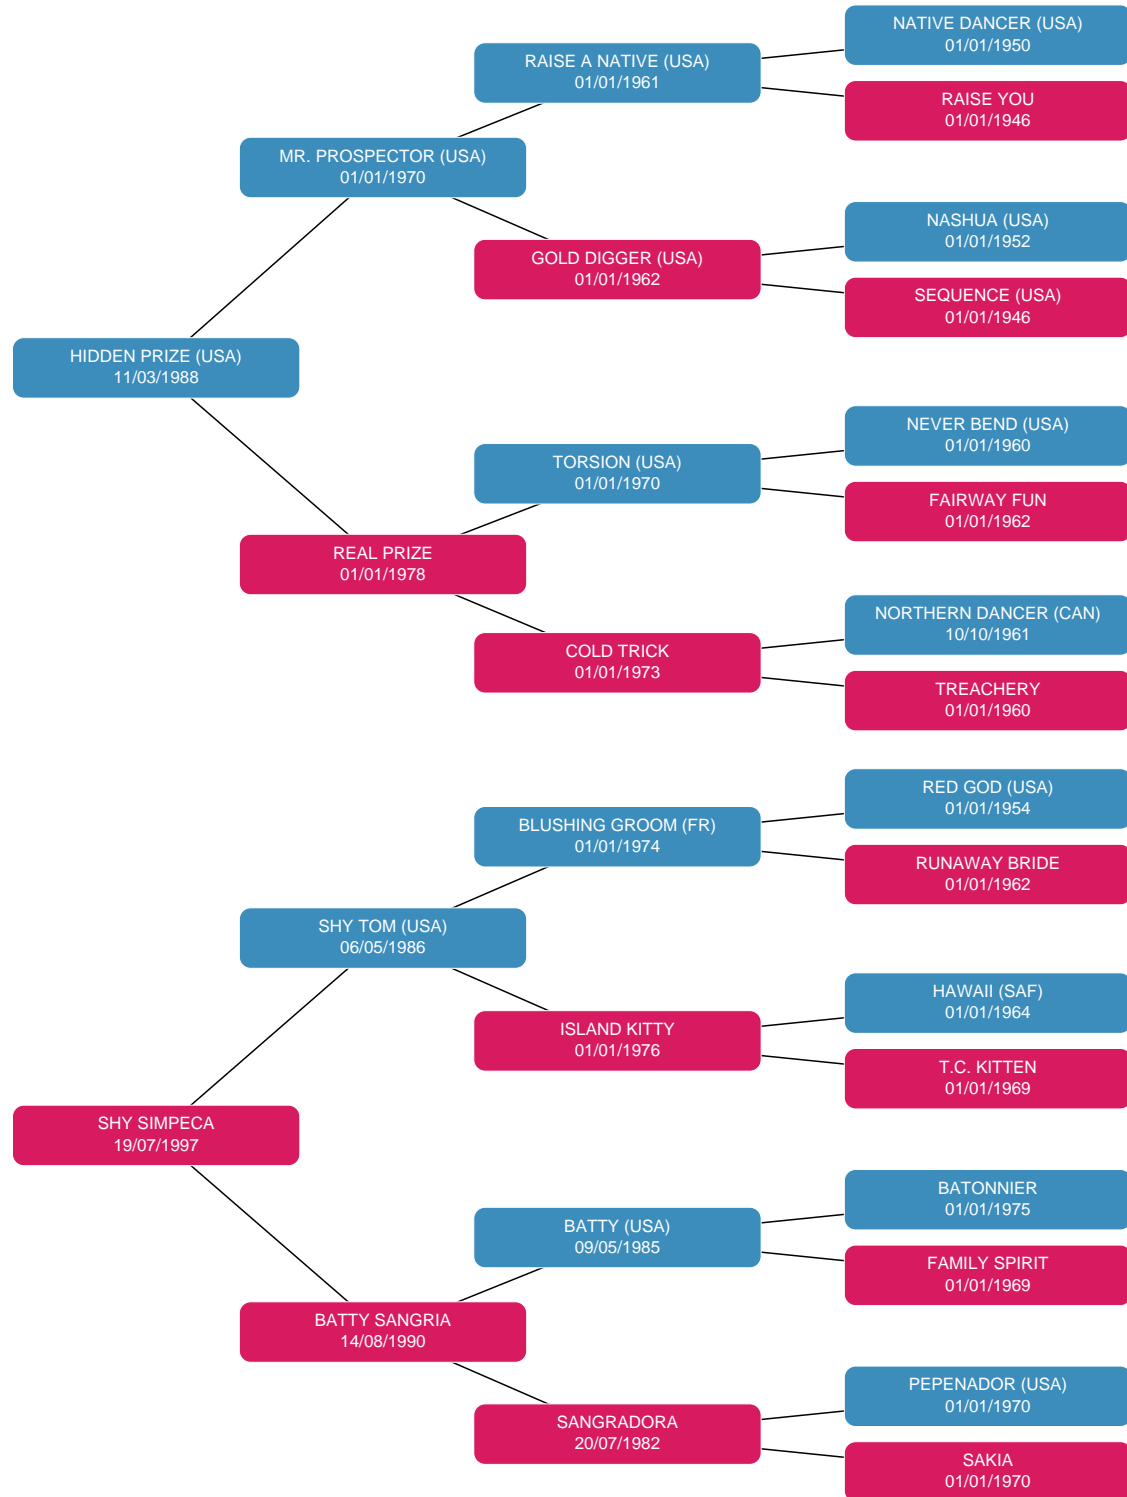 NATIVE DANCER (USA)
01/01/1950
RAISE A NATIVE (USA)
01/01/1961
RAISE YOU
01/01/1946
MR. PROSPECTOR (USA)
01/01/1970
NASHUA (USA)
01/01/1952
GOLD DIGGER (USA)
01/01/1962
SEQUENCE (USA)
01/01/1946
HIDDEN PRIZE (USA)
11/03/1988
NEVER BEND (USA)
01/01/1960
TORSION (USA)
01/01/1970
FAIRWAY FUN
01/01/1962
REAL PRIZE
01/01/1978
NORTHERN DANCER (CAN)
10/10/1961
COLD TRICK
01/01/1973
TREACHERY
01/01/1960
RED GOD (USA)
01/01/1954
BLUSHING GROOM (FR)
01/01/1974
RUNAWAY BRIDE
01/01/1962
SHY TOM (USA)
06/05/1986
HAWAII (SAF)
01/01/1964
ISLAND KITTY
01/01/1976
T.C. KITTEN
01/01/1969
SHY SIMPECA
19/07/1997
BATONNIER
01/01/1975
BATTY (USA)
09/05/1985
FAMILY SPIRIT
01/01/1969
BATTY SANGRIA
14/08/1990
PEPENADOR (USA)
01/01/1970
SANGRADORA
20/07/1982
SAKIA
01/01/1970